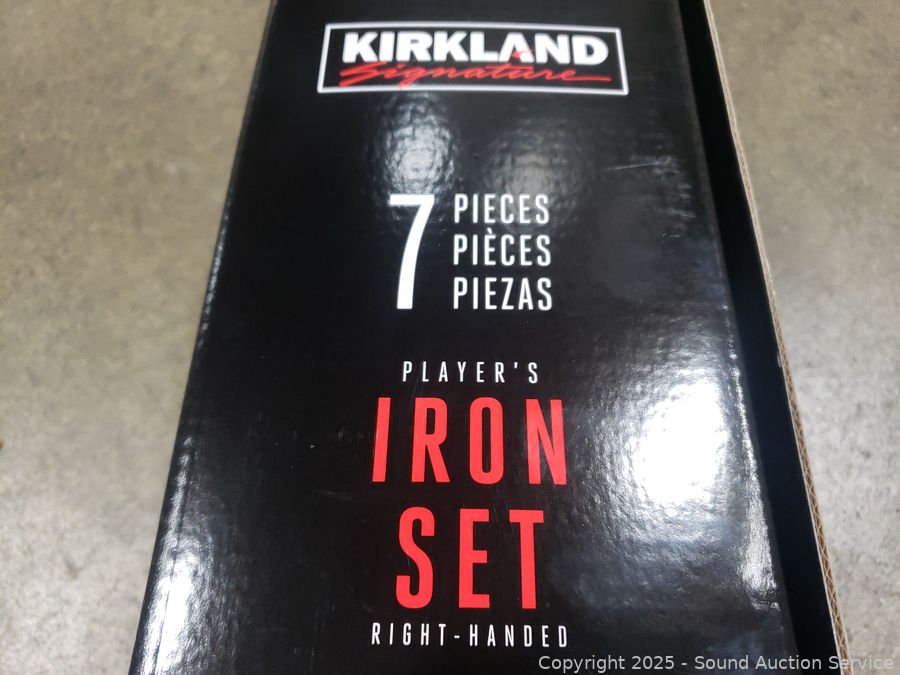 KIRKLAND
Signature
7
PIECES
PIÈCES
PIEZAS
PLAYER'S
IRON
SET
RIGHT-HANDED
Copyright 2025 - Sound Auction Service